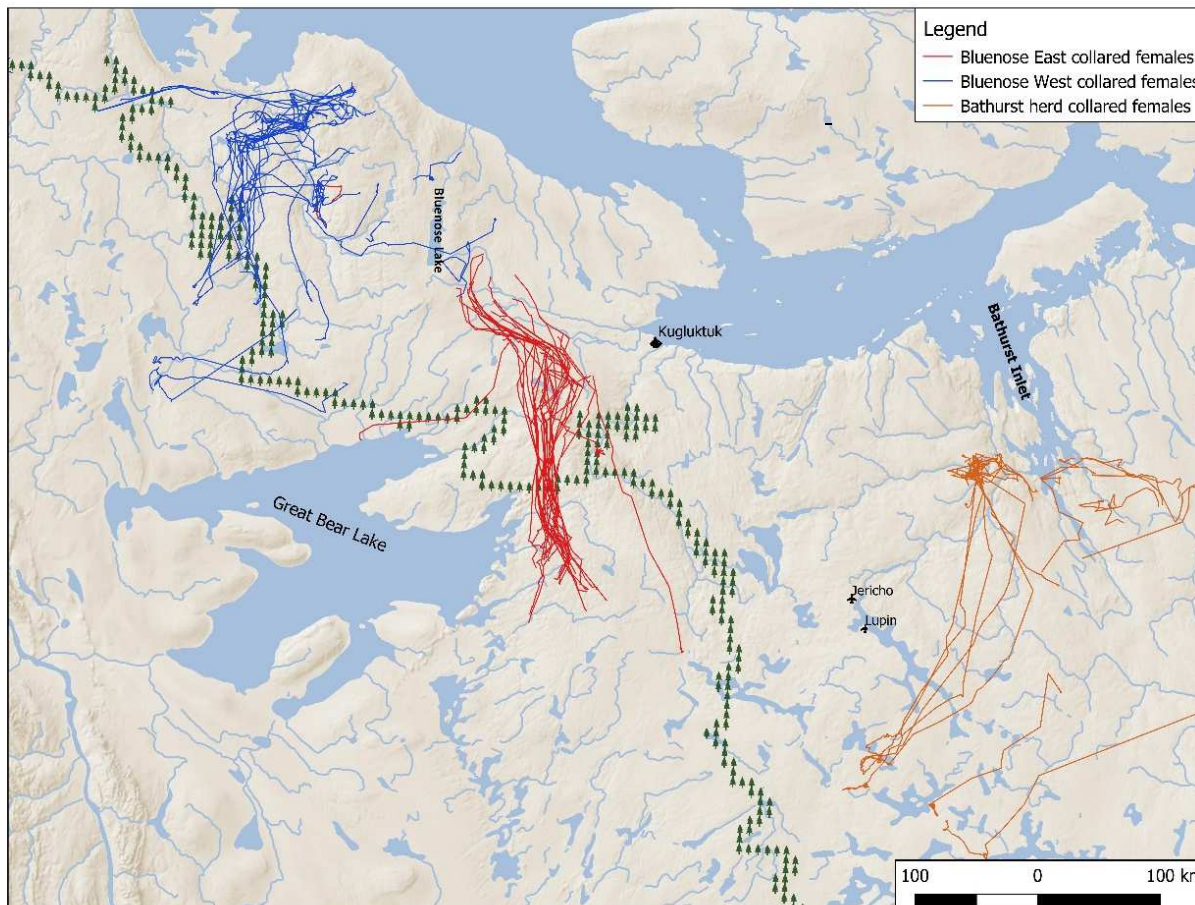 Legend
Bluenose East collared females
Bluenose West collared females
Bathurst herd collared females
Bluenose Lake
Kugluktuk
Bathurst Inlet
Great Bear Lake
Jericho
Lupin
100 0 100 km